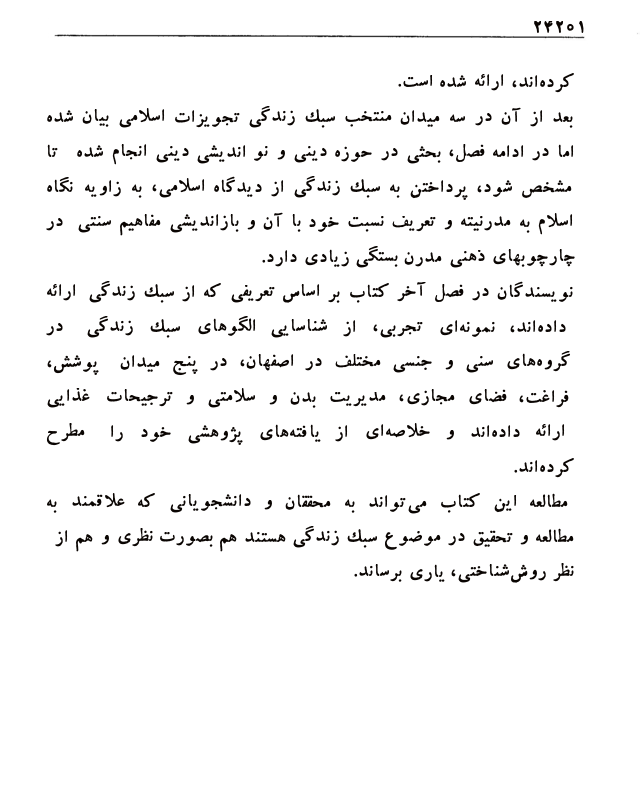 ۲۴۲۵۱
کرده‌اند، ارائه شده است.
بعد از آن در سه میدان منتخب سبك زندگی تجویزات اسلامی بیان شده
اما در ادامه فصل، بحثی در حوزه دینی و نو اندیشی دینی انجام شده تا
مشخص شود، پرداختن به سبك زندگی از دیدگاه اسلامی، به زاویه نگاه
اسلام به مدرنیته و تعریف نسبت خود با آن و بازاندیشی مفاهیم سنتی در
چارچوبهای ذهنی مدرن بستگی زیادی دارد.
نویسندگان در فصل آخر کتاب بر اساس تعریفی که از سبك زندگی ارائه
داده‌اند، نمونه‌ای تجربی، از شناسایی الگوهای سبك زندگی در
گروه‌های سنی و جنسی مختلف در اصفهان، در پنج میدان پوشش،
فراغت، فضای مجازی، مدیریت بدن و سلامتی و ترجیحات غذایی
ارائه داده‌اند و خلاصه‌ای از یافته‌های پژوهشی خود را مطرح
کرده‌اند.
مطالعه این کتاب می‌تواند به محققان و دانشجویانی که علاقمند به
مطالعه و تحقیق در موضوع سبك زندگی هستند هم بصورت نظری و هم از
نظر روش‌شناختی، یاری برساند.